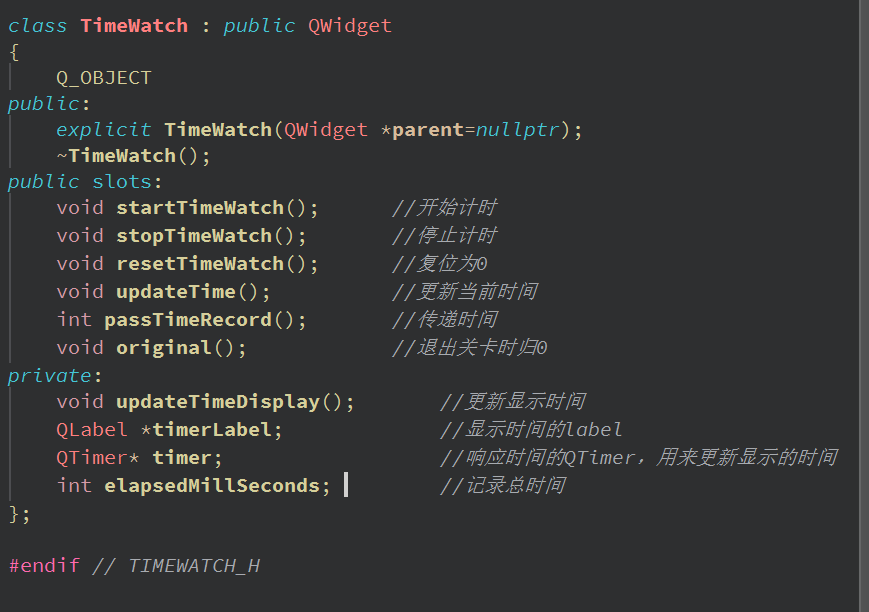 class TimeWatch : public QWidget
{
    Q_OBJECT
public:
    explicit TimeWatch(QWidget *parent=nullptr);
    ~TimeWatch();
public slots:
    void startTimeWatch();      //开始计时
    void stopTimeWatch();       //停止计时
    void resetTimeWatch();      //复位为0
    void updateTime();          //更新当前时间
    int passTimeRecord();       //传递时间
    void original();            //退出关卡时归0
private:
    void updateTimeDisplay();       //更新显示时间
    QLabel *timerLabel;             //显示时间的label
    QTimer* timer;                  //响应时间的QTimer，用来更新显示的时间
    int elapsedMillSeconds;         //记录总时间
};

#endif // TIMEWATCH_H